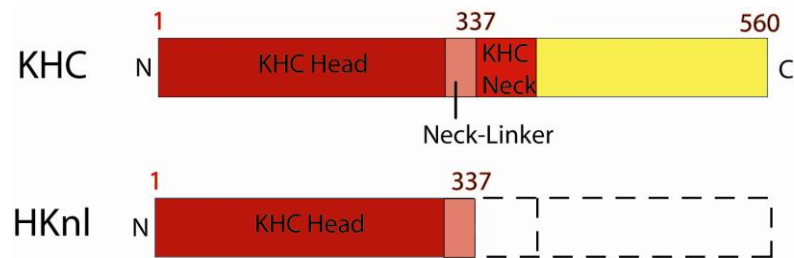 1 337 560
KHC N KHC Head KHC C
Neck
Neck-Linker
1 337
HKnl N KHC Head